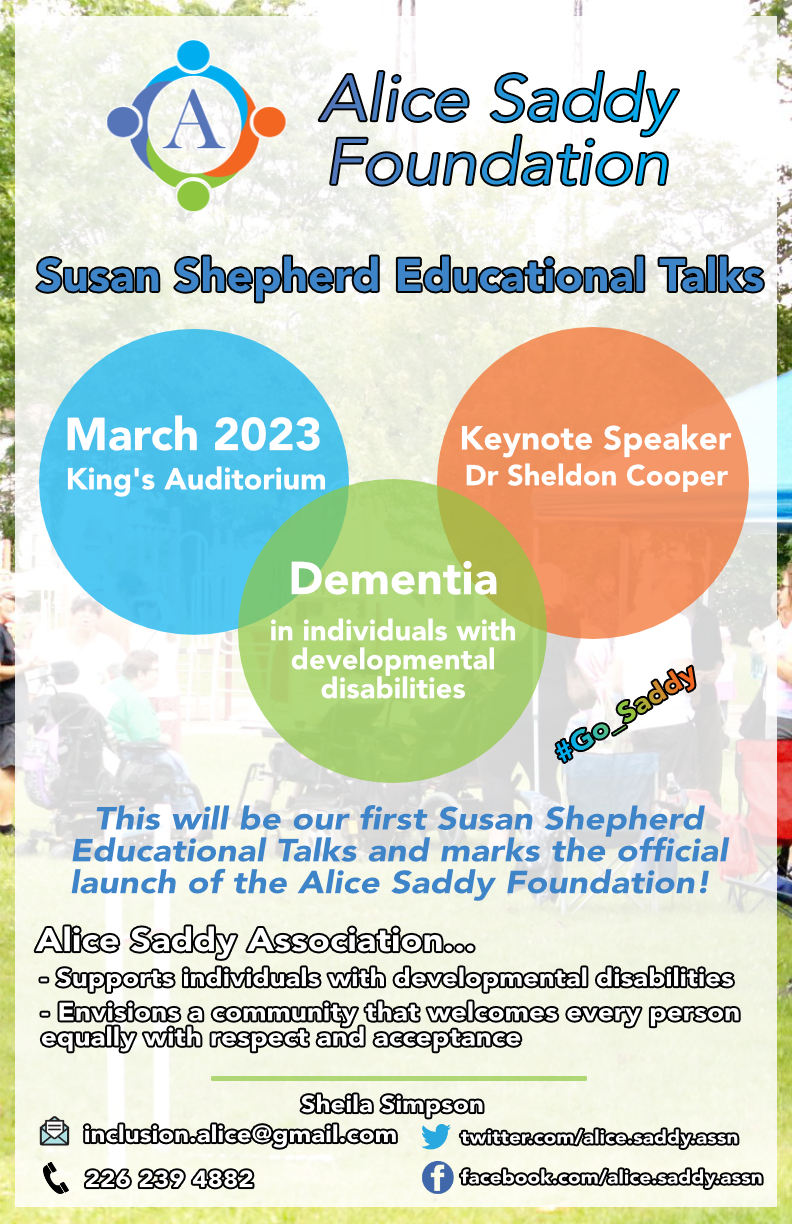 A
Alice Saddy
Foundation
Susan Shepherd Educational Talks
March 2023
King's Auditorium
Keynote Speaker
Dr Sheldon Cooper
Dementia
in individuals with
developmental
disabilities
#Go_Saddy
This will be our first Susan Shepherd
Educational Talks and marks the official
launch of the Alice Saddy Foundation!
Alice Saddy Association...
- Supports individuals with developmental disabilities
- Envisions a community that welcomes every person
equally with respect and acceptance
Sheila Simpson
inclusion.alice@gmail.com
twitter.com/alice.saddy.assn
226 239 4882
facebook.com/alice.saddy.assn